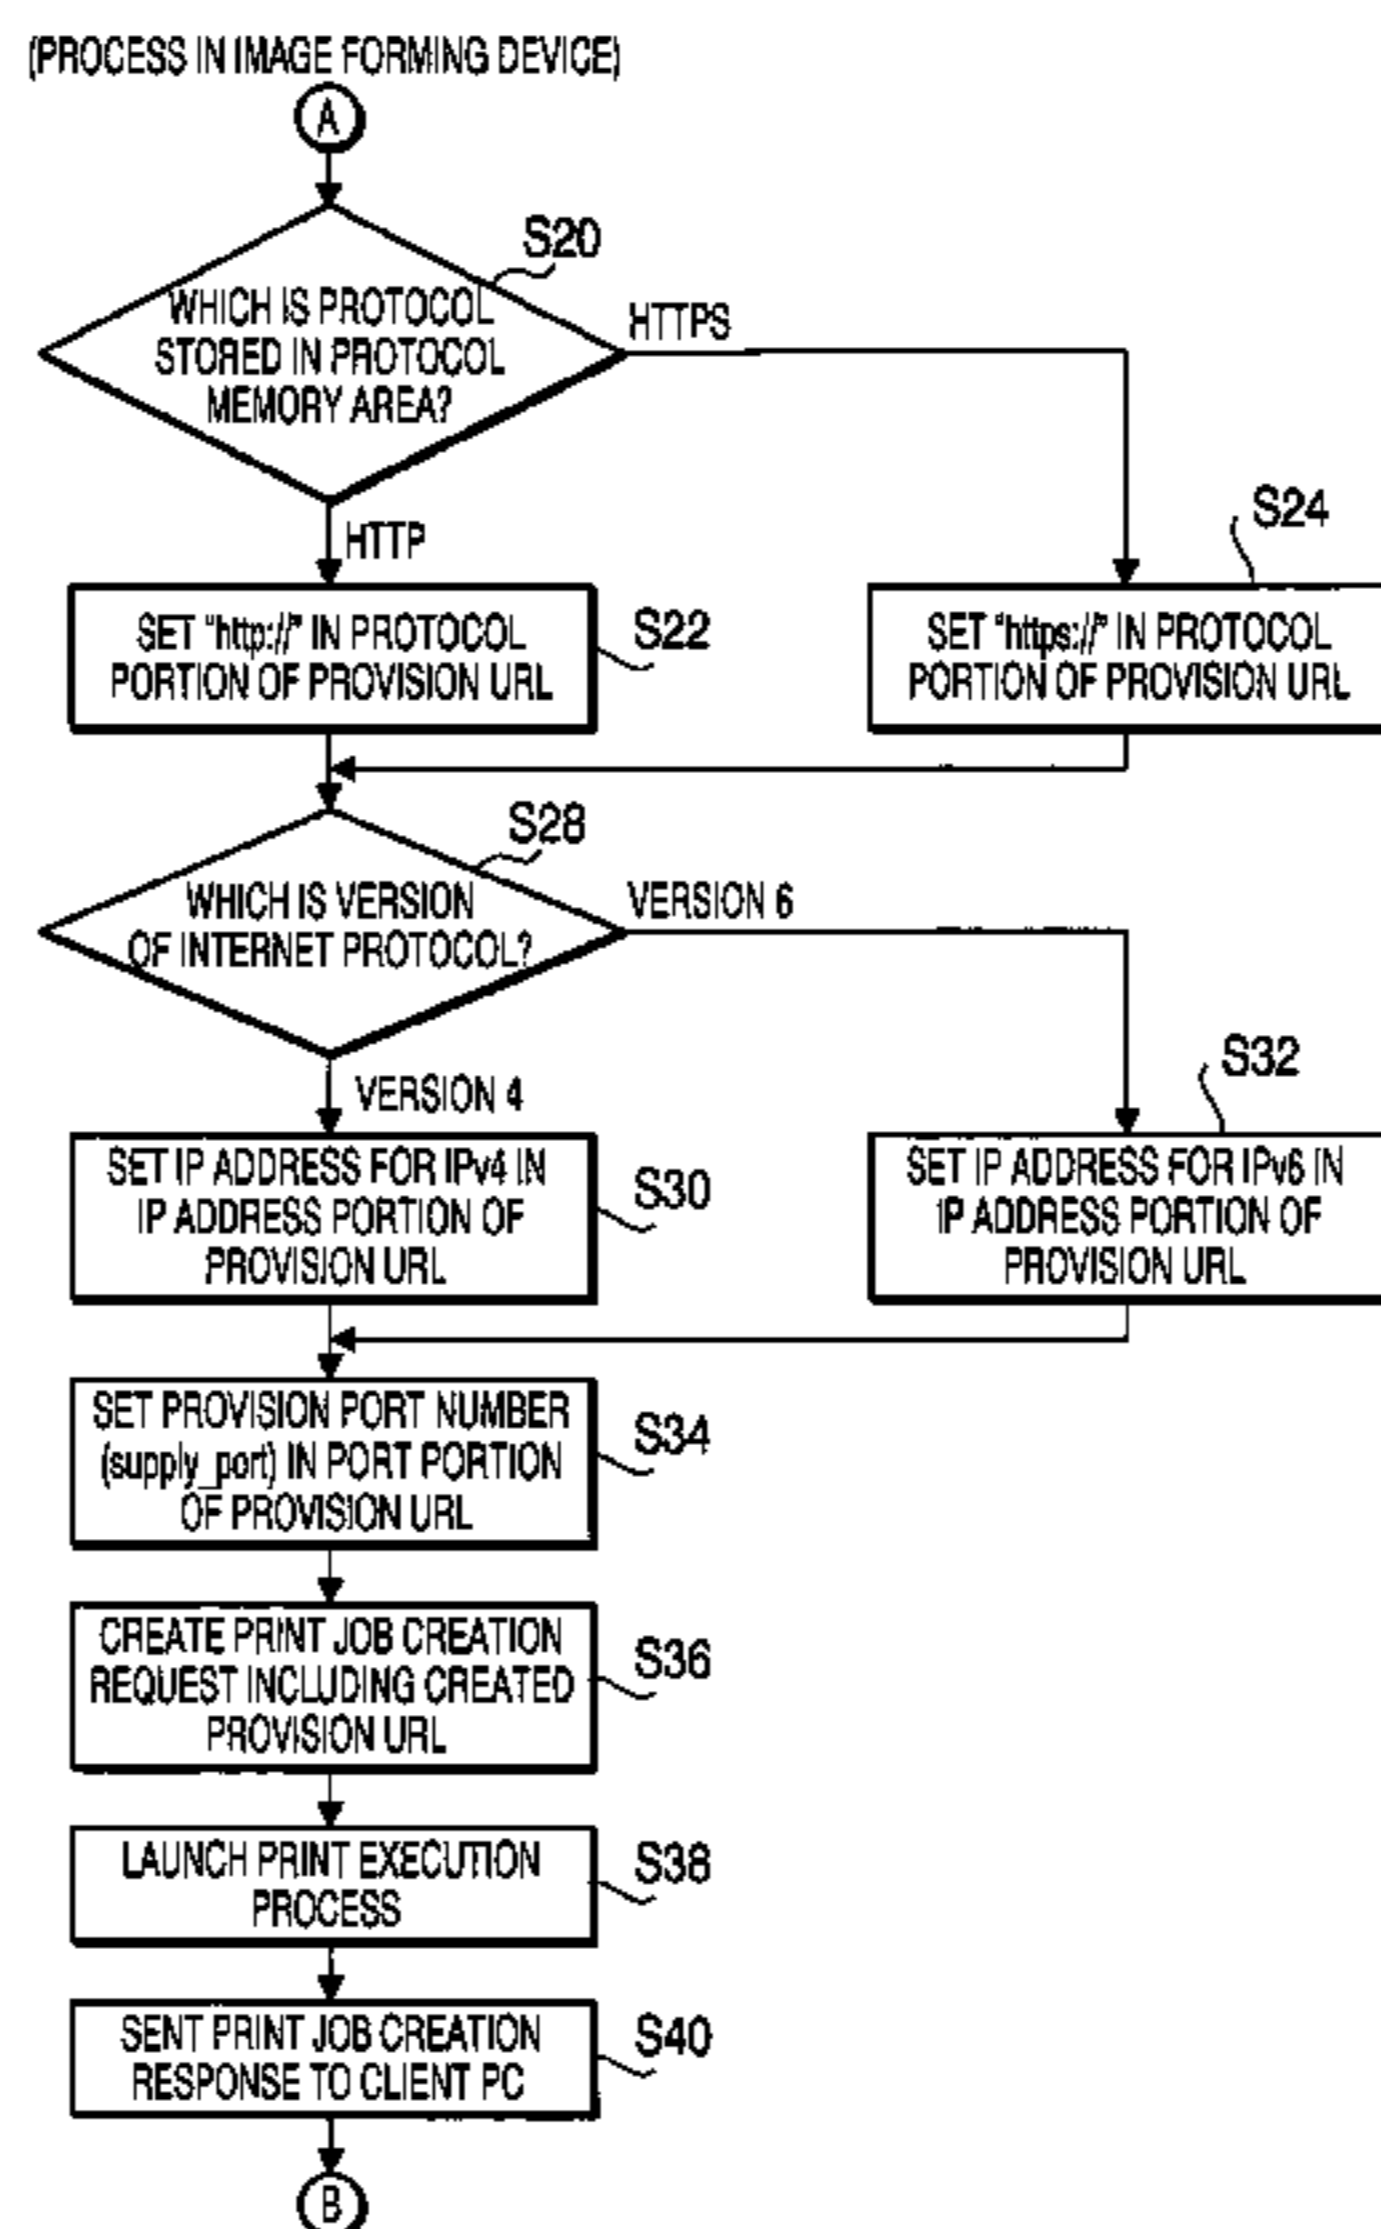 (PROCESS IN IMAGE FORMING DEVICE)
A
S20
WHICH IS PROTOCOL
STORED IN PROTOCOL
MEMORY AREA?
HTTPS
HTTP
S24
SET "http://" IN PROTOCOL
PORTION OF PROVISION URL
S22
SET "https://" IN PROTOCOL
PORTION OF PROVISION URL
S28
WHICH IS VERSION
OF INTERNET PROTOCOL?
VERSION 6
VERSION 4
S32
SET IP ADDRESS FOR IPv4 IN
IP ADDRESS PORTION OF
PROVISION URL
S30
SET IP ADDRESS FOR IPv6 IN
IP ADDRESS PORTION OF
PROVISION URL
SET PROVISION PORT NUMBER
(supply_port) IN PORT PORTION
OF PROVISION URL
S34
CREATE PRINT JOB CREATION
REQUEST INCLUDING CREATED
PROVISION URL
S36
LAUNCH PRINT EXECUTION
PROCESS
S38
SENT PRINT JOB CREATION
RESPONSE TO CLIENT PC
S40
B